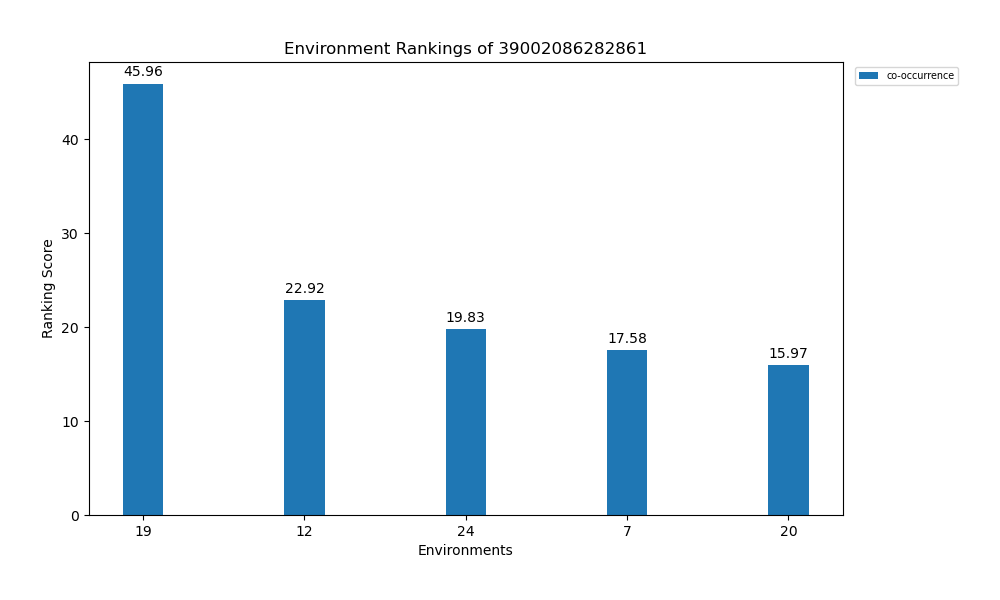 Environment Rankings of 39002086282861
co-occurrence
45.96
22.92
19.83
17.58
15.97
Ranking Score
40
30
20
10
0
19 12 24 7 20
Environments